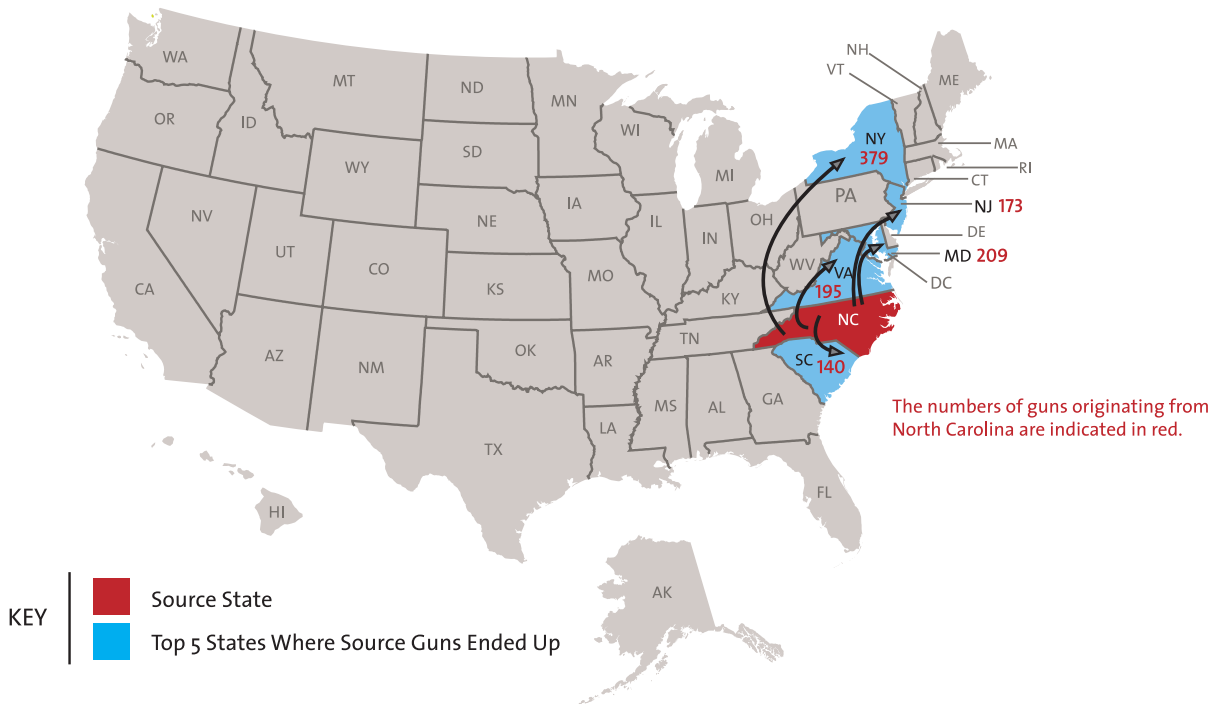 WA
MT
ND
MN
OR
ID
WY
SD
WI
MI
NH
VT
ME
NY
379
MA
RI
CT
PA
NJ 173
DE
MD 209
DC
NV
UT
CO
NE
IA
IL
IN
OH
WV
VA
195
CA
KS
MO
KY
NC
AZ
NM
OK
AR
TN
SC 140
TX
LA
MS
AL
GA
FL
HI
AK
The numbers of guns originating from
North Carolina are indicated in red.
KEY
Source State
Top 5 States Where Source Guns Ended Up